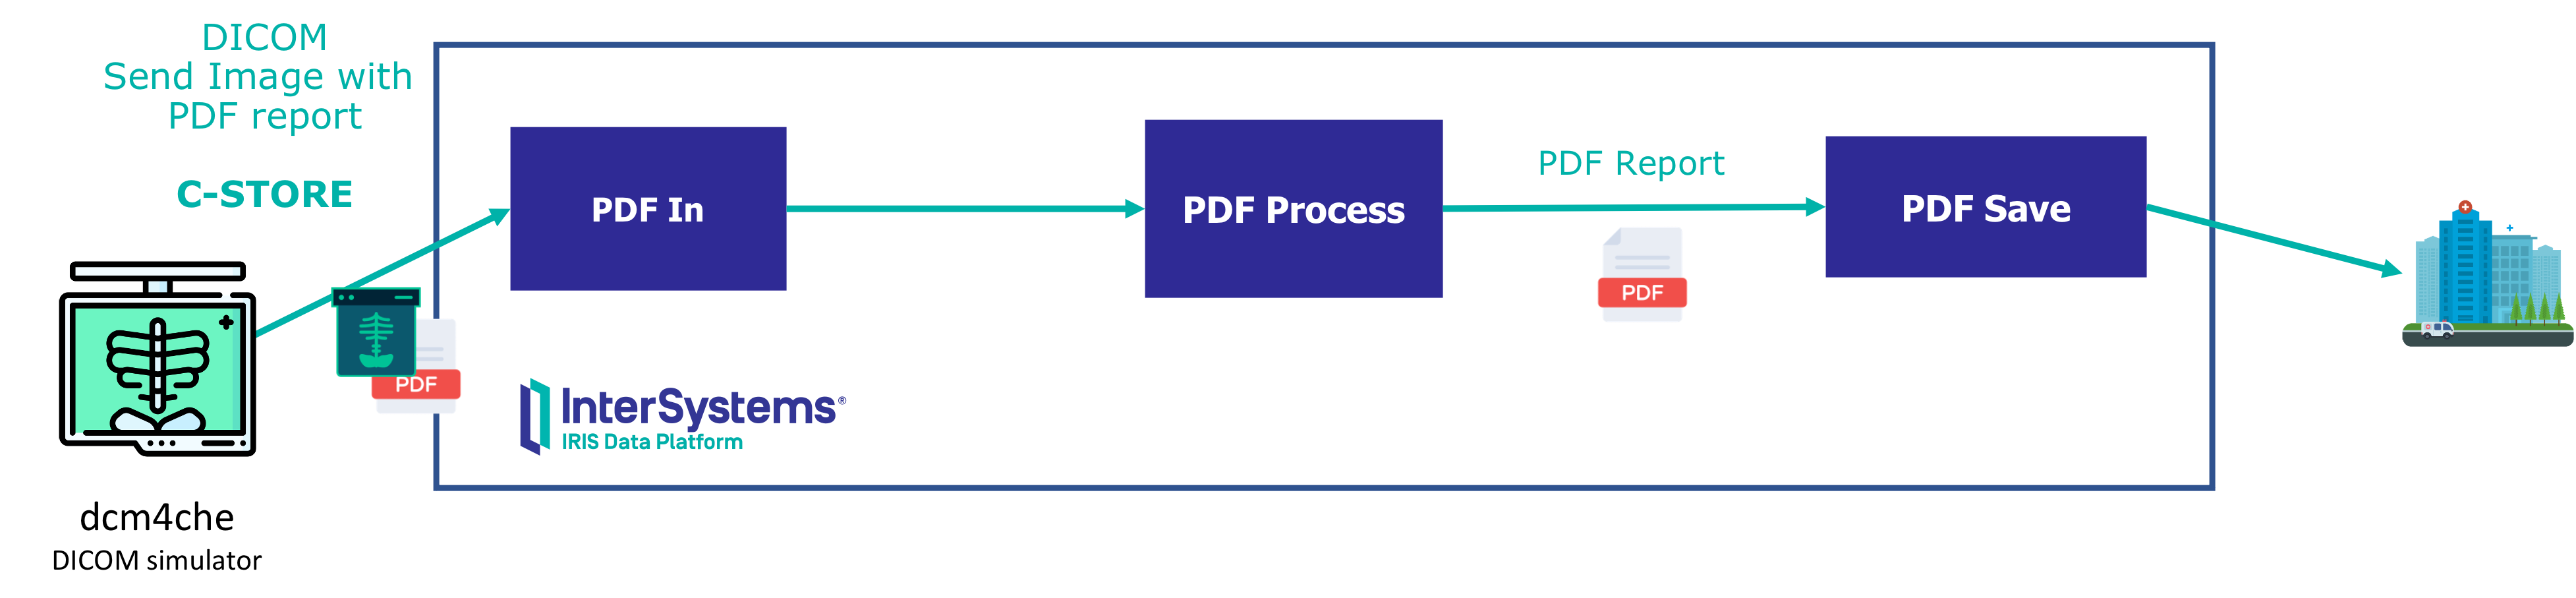 DICOM
Send Image with
PDF report
C-STORE
PDF In
PDF Process
PDF Report
PDF Save
PDF
PDF
InterSystems®
IRIS Data Platform
dcm4che
DICOM simulator